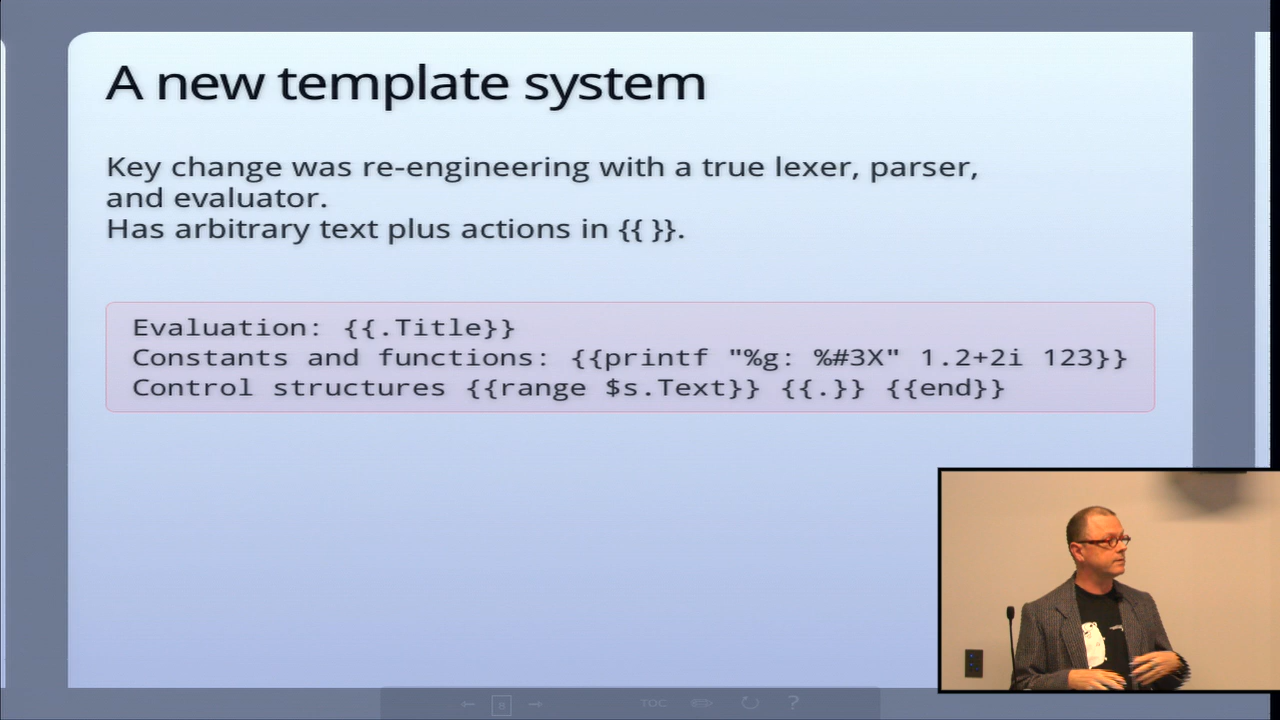 A new template system
Key change was re-engineering with a true lexer, parser,
and evaluator.
Has arbitrary text plus actions in {{ }}.
Evaluation: {{.Title}}
Constants and functions: {{printf "%g: %#3X" 1.2+2i 123}}
Control structures {{range $s.Text}} {{.}} {{end}}
← 8 → TOC ?